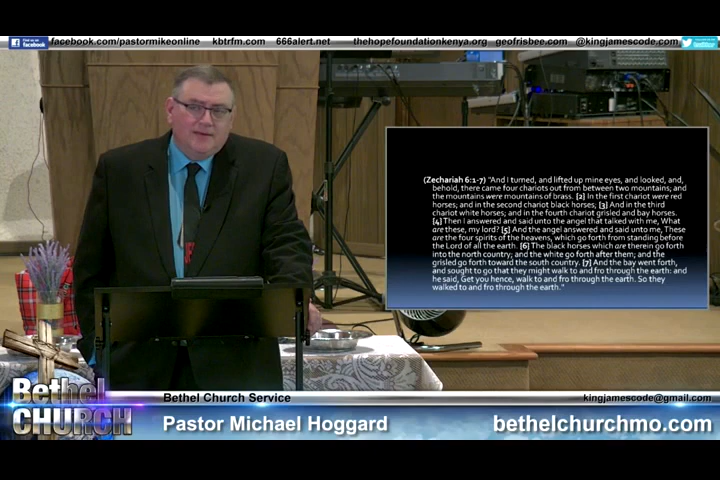 Find us on
facebook
facebook.com/pastormikeonline kbtrfm.com 666alert.net thehopefoundationkenya.org geofrisbee.com @kingjamescode.com
twitter
(Zechariah 6:1-7) "And I turned, and lifted up mine eyes, and looked, and,
behold, there came four chariots out from between two mountains; and
the mountains were mountains of brass. [2] In the first chariot were red
horses; and in the second chariot black horses; [3] And in the third
chariot white horses; and in the fourth chariot grisled and bay horses.
[4] Then I answered and said unto the angel that talked with me, What
are these, my lord? [5] And the angel answered and said unto me, These
are the four spirits of the heavens, which go forth from standing before
the Lord of all the earth. [6] The black horses which are therein go forth
into the north country; and the white go forth after them; and the
grisled go forth toward the south country. [7] And the bay went forth,
and sought to go that they might walk to and fro through the earth: and
he said, Get you hence, walk to and fro through the earth. So they
walked to and fro through the earth."
Bethel
CHURCH
Bethel Church Service kingjamescode@gmail.com
Pastor Michael Hoggard bethelchurchmo.com